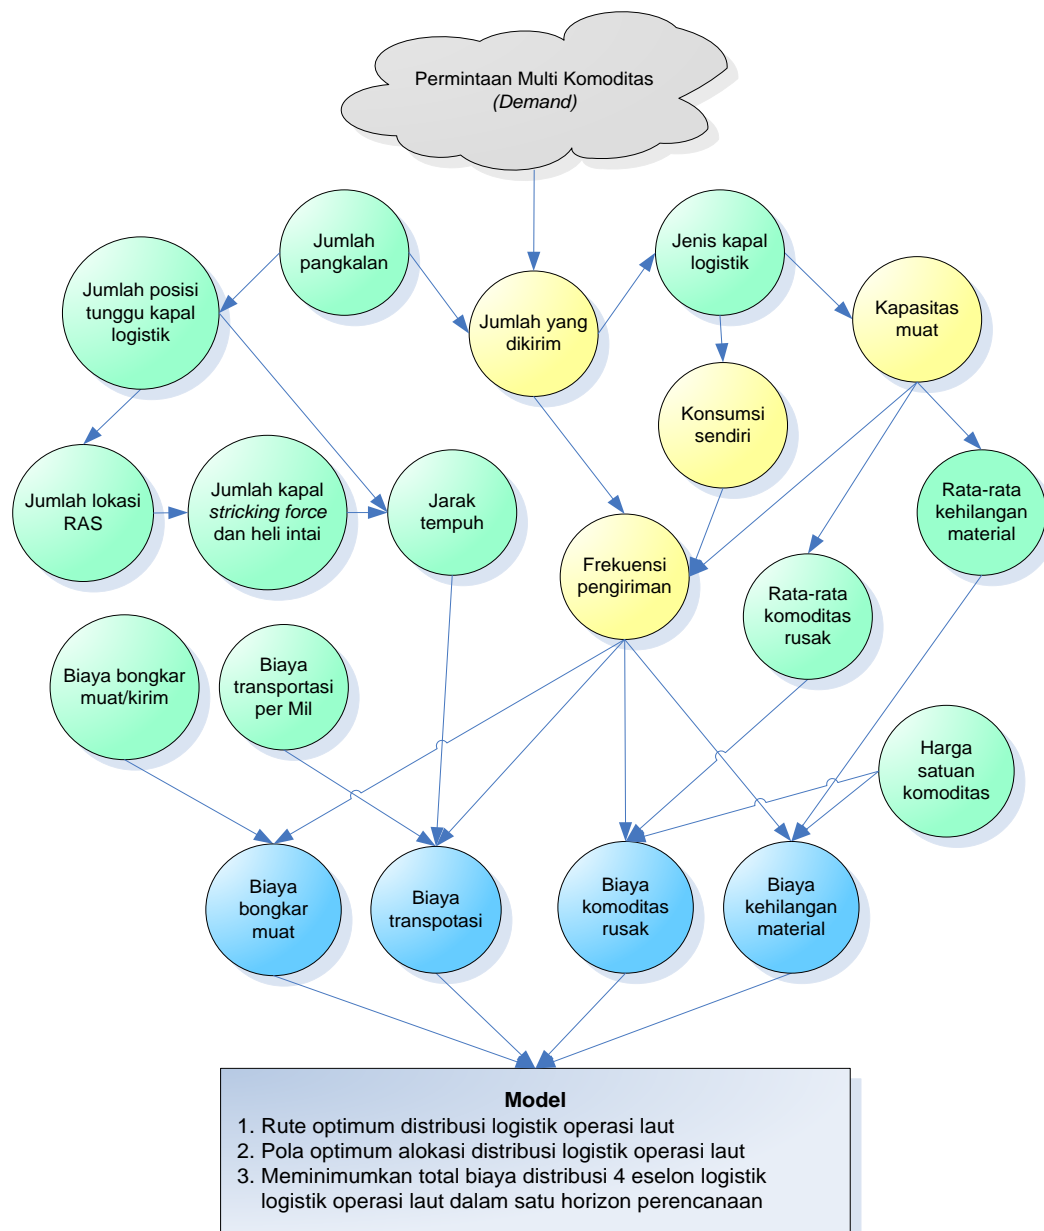 Permintaan Multi Komoditas
(Demand)
Jumlah
pangkalan
Jenis kapal
logistik
Jumlah posisi
tunggu kapal
logistik
Jumlah yang
dikirim
Kapasitas
muat
Konsumsi
sendiri
Jumlah lokasi
RAS
Jumlah kapal
stricking force
dan heli intai
Jarak
tempuh
Rata-rata
kehilangan
material
Frekuensi
pengiriman
Rata-rata
komoditas
rusak
Biaya bongkar
muat/kirim
Biaya
transportasi
per Mil
Harga
satuan
komoditas
Biaya
bongkar
muat
Biaya
transpotasi
Biaya
komoditas
rusak
Biaya
kehilangan
material
Model
1. Rute optimum distribusi logistik operasi laut
2. Pola optimum alokasi distribusi logistik operasi laut
3. Meminimumkan total biaya distribusi 4 eselon logistik
logistik operasi laut dalam satu horizon perencanaan